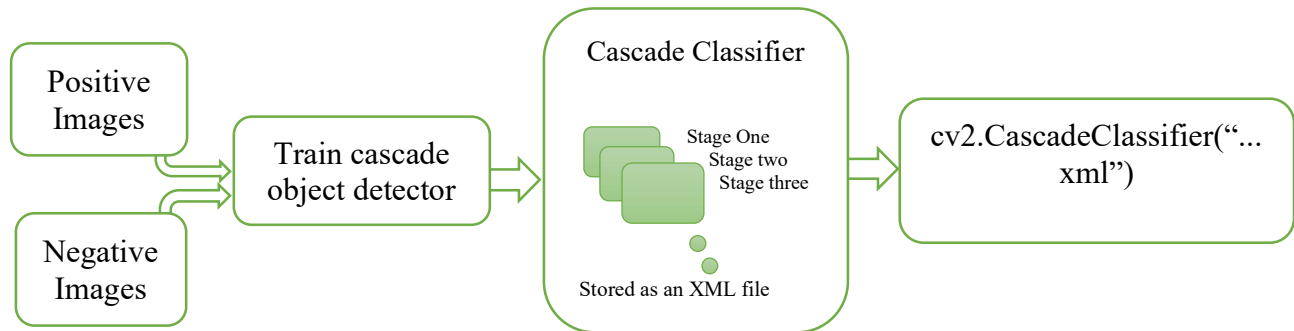 Positive
Images
Negative
Images
Train cascade
object detector
Cascade Classifier
Stage One
Stage two
Stage three
Stored as an XML file
cv2.CascadeClassifier(“...
xml”)